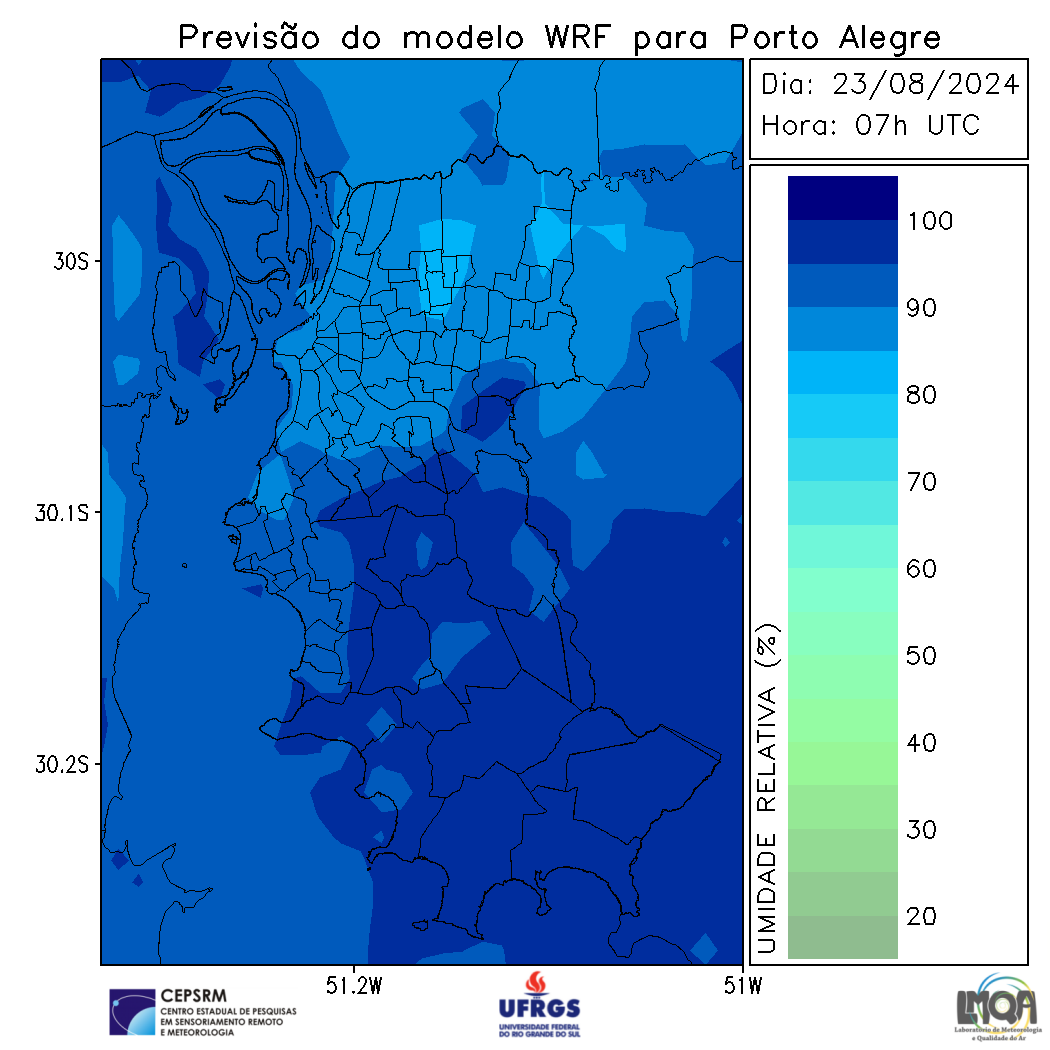 Previsão do modelo WRF para Porto Alegre
Dia: 23/08/2024
Hora: 07h UTC
30S
30.1S
30.2S
51.2W
51W
UMIDADE RELATIVA (%)
100
90
80
70
60
50
40
30
20
CEPSRM
CENTRO ESTADUAL DE PESQUISAS
EM SENSORIAMENTO REMOTO
E METEOROLOGIA
UFRGS
UNIVERSIDADE FEDERAL
DO RIO GRANDE DO SUL
LMQA
Laboratório de Meteorologia
e Qualidade do Ar